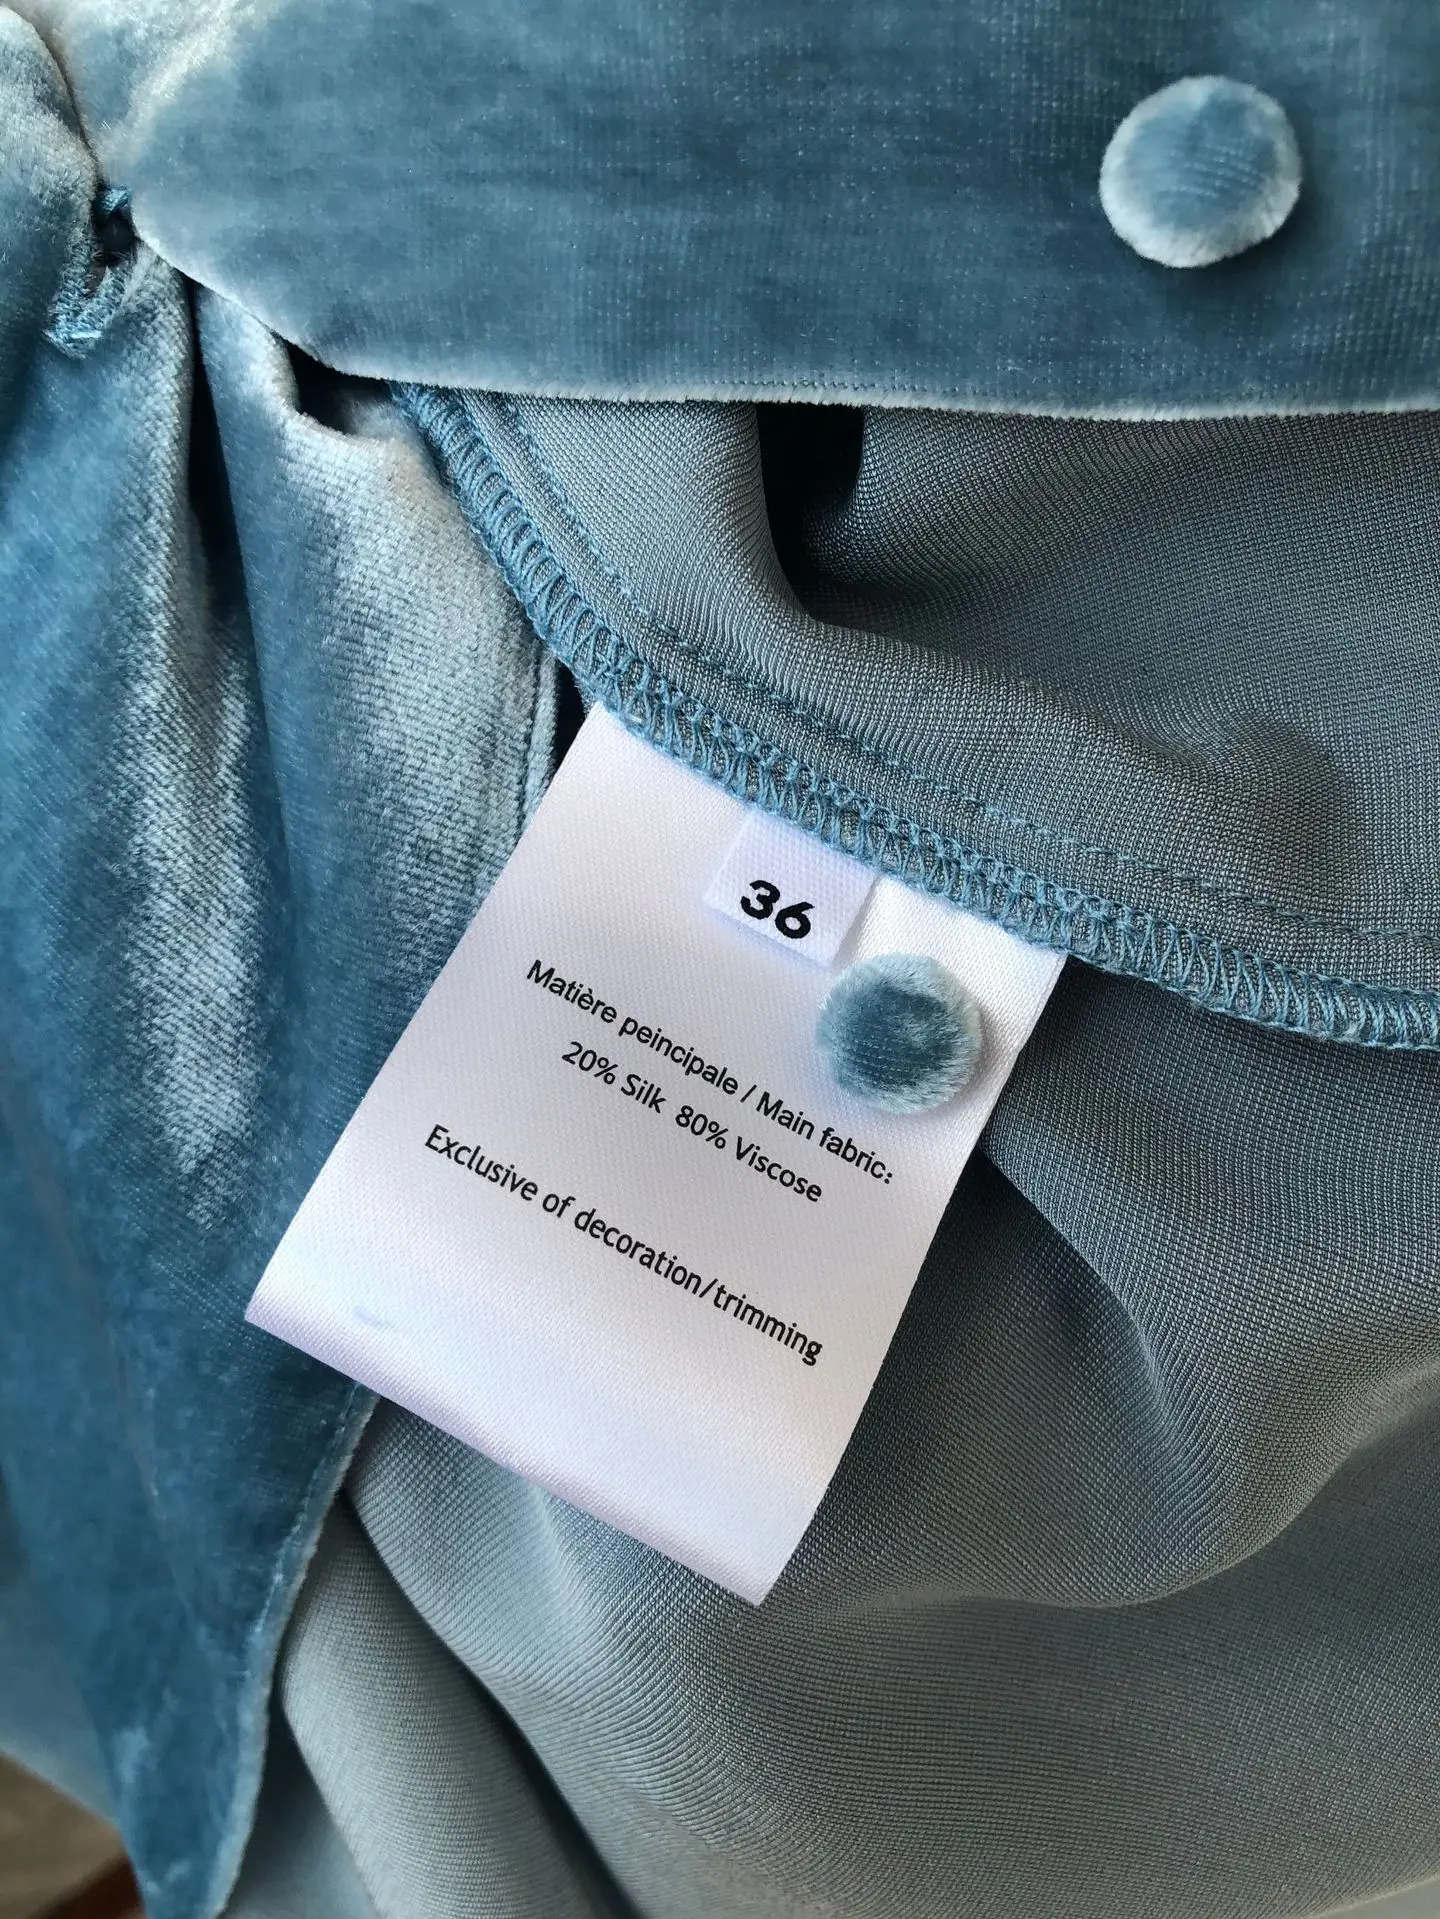 36
Matière peincipale / Main fabric:
20% Silk 80% Viscose
Exclusive of decoration/trimming